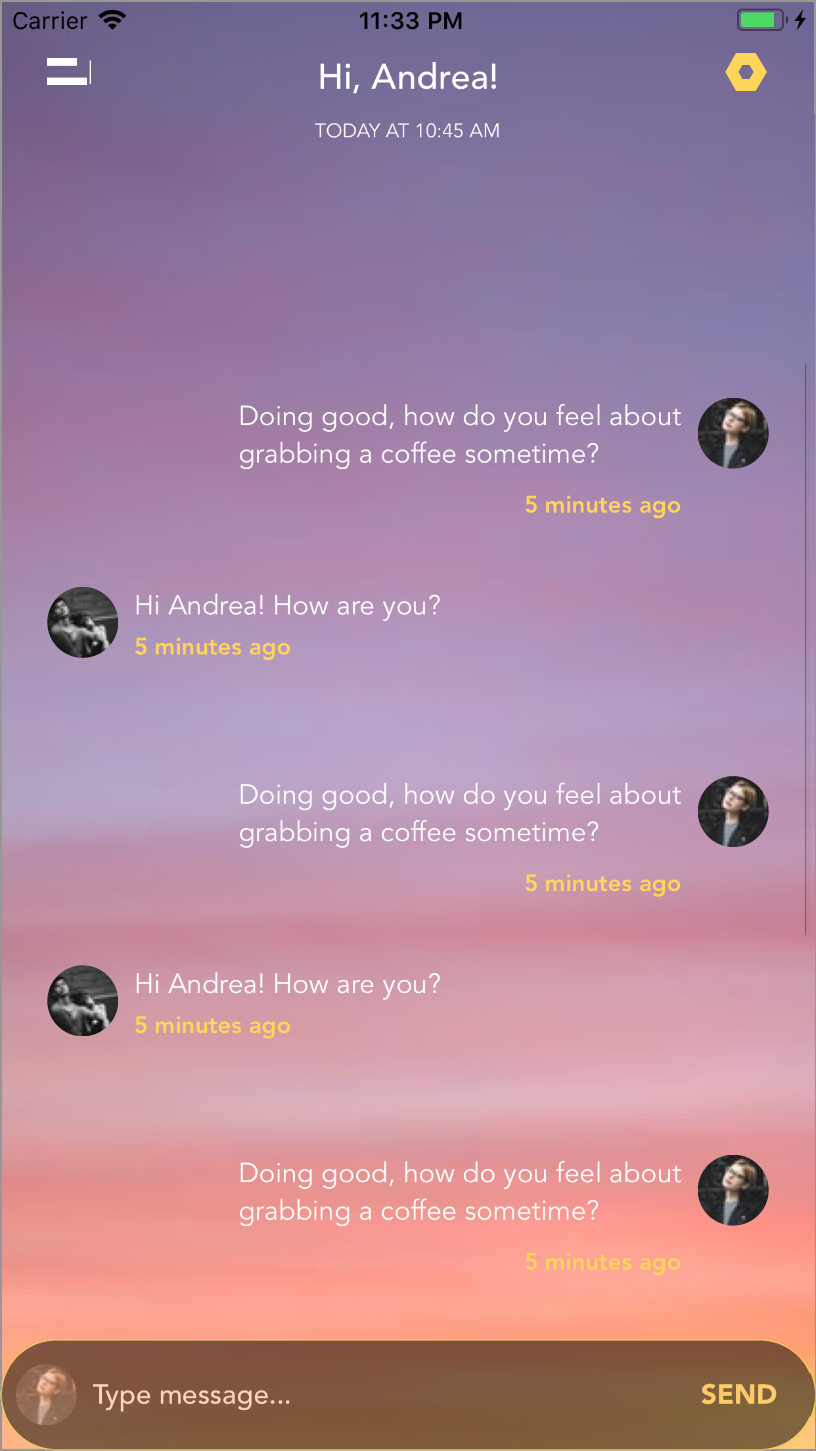 Carrier 11:33 PM
Hi, Andrea!
TODAY AT 10:45 AM
Doing good, how do you feel about
grabbing a coffee sometime?
5 minutes ago
Hi Andrea! How are you?
5 minutes ago
Doing good, how do you feel about
grabbing a coffee sometime?
5 minutes ago
Hi Andrea! How are you?
5 minutes ago
Doing good, how do you feel about
grabbing a coffee sometime?
5 minutes ago
Type message... SEND